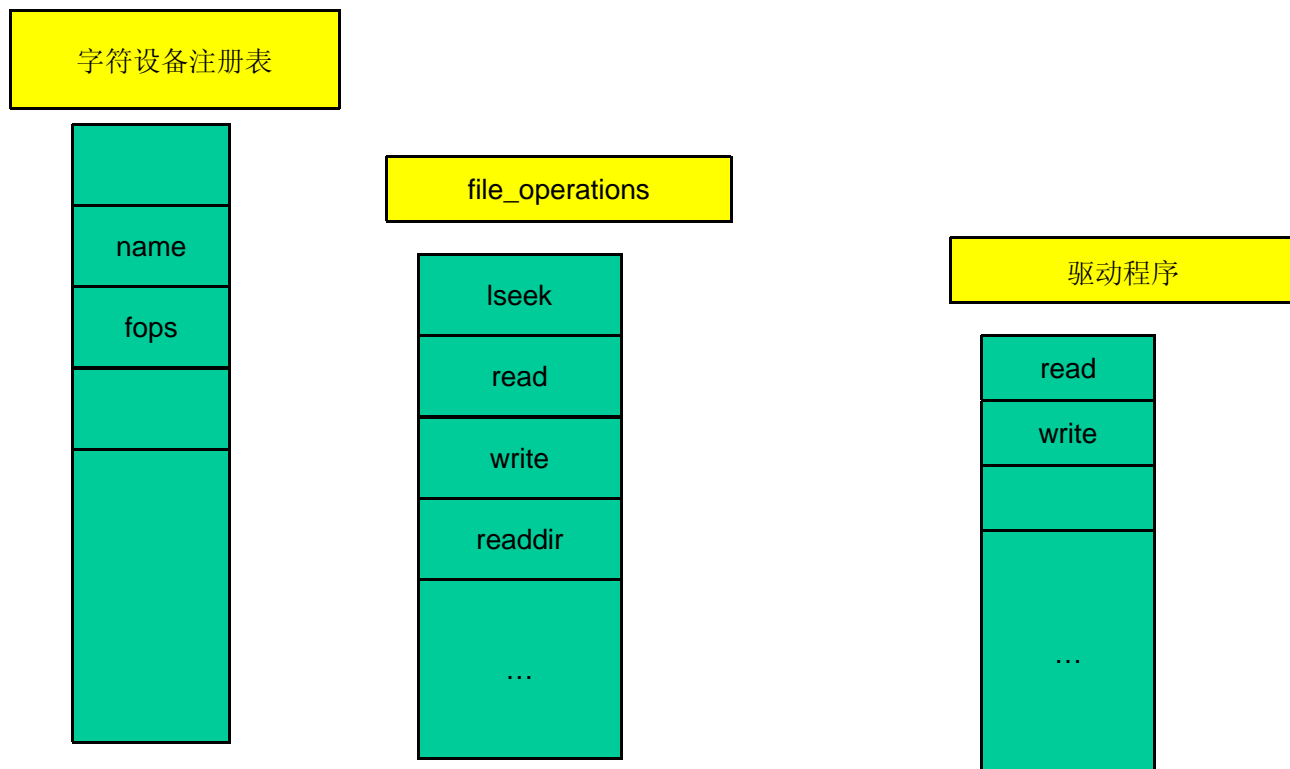 字符设备注册表
name
fops
file_operations
lseek
read
write
readdir
…
驱动程序
read
write
…